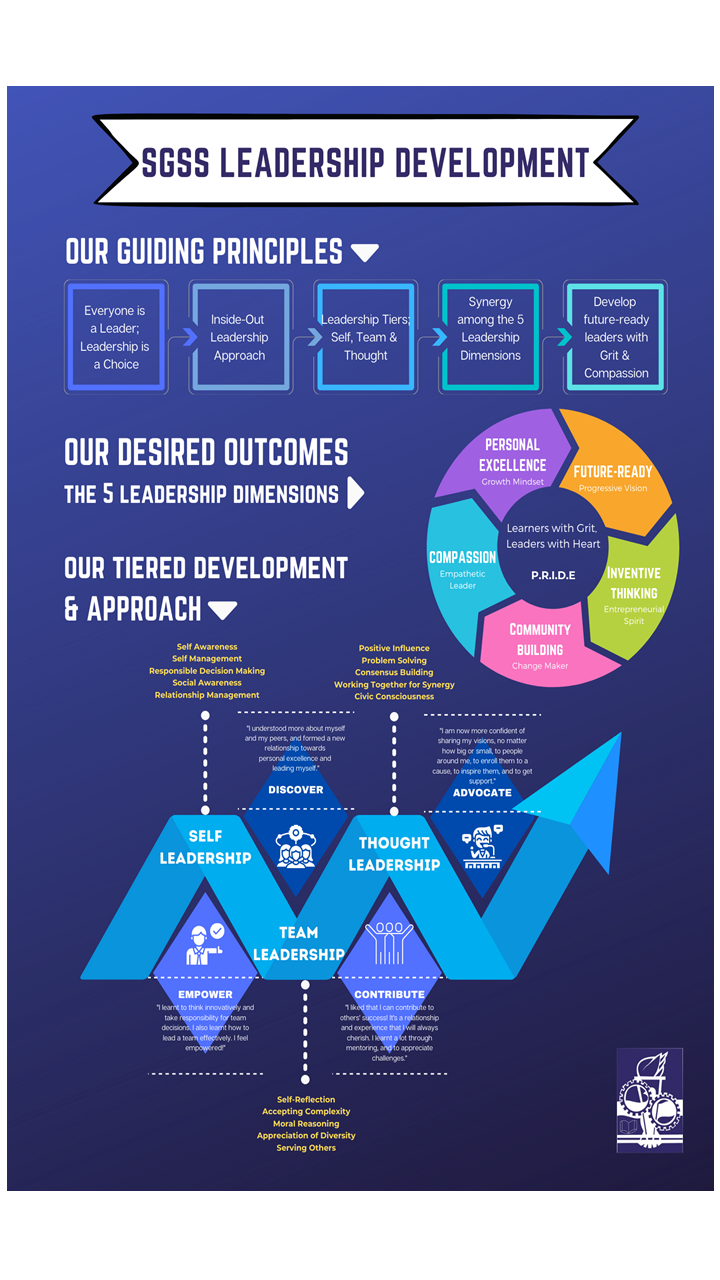 SGSS LEADERSHIP DEVELOPMENT
OUR GUIDING PRINCIPLES
Everyone is
a Leader;
Leadership is
a Choice
Inside-Out
Leadership
Approach
Leadership Tiers;
Self, Team &
Thought
Synergy
among the 5
Leadership
Dimensions
Develop
future-ready
leaders with
Grit &
Compassion
OUR DESIRED OUTCOMES
THE 5 LEADERSHIP DIMENSIONS
PERSONAL
EXCELLENCE
Growth Mindset
FUTURE-READY
Progressive Vision
INVENTIVE
THINKING
Entrepreneurial
Spirit
COMMUNITY
BUILDING
Change Maker
COMPASSION
Empathetic
Leader
Learners with Grit,
Leaders with Heart
P.R.I.D.E
OUR TIERED DEVELOPMENT
& APPROACH
Self Awareness
Self Management
Responsible Decision Making
Social Awareness
Relationship Management
Positive Influence
Problem Solving
Consensus Building
Working Together for Synergy
Civic Consciousness
"I understood more about myself
and my peers, and formed a new
relationship towards
personal excellence and
leading myself."
DISCOVER
"I am now more confident of
sharing my visions, no matter
how big or small, to people
around me, to enroll them to a
cause, to inspire them, and to get
support."
ADVOCATE
SELF
LEADERSHIP
THOUGHT
LEADERSHIP
TEAM
LEADERSHIP
EMPOWER
"I learnt to think innovatively and
take responsibility for team
decisions. I also learnt how to
lead a team effectively. I feel
empowered!"
CONTRIBUTE
"I liked that I can contribute to
others' success! It's a relationship
and experience that I will always
cherish. I learnt a lot through
mentoring, and to appreciate
challenges."
Self-Reflection
Accepting Complexity
Moral Reasoning
Appreciation of Diversity
Serving Others